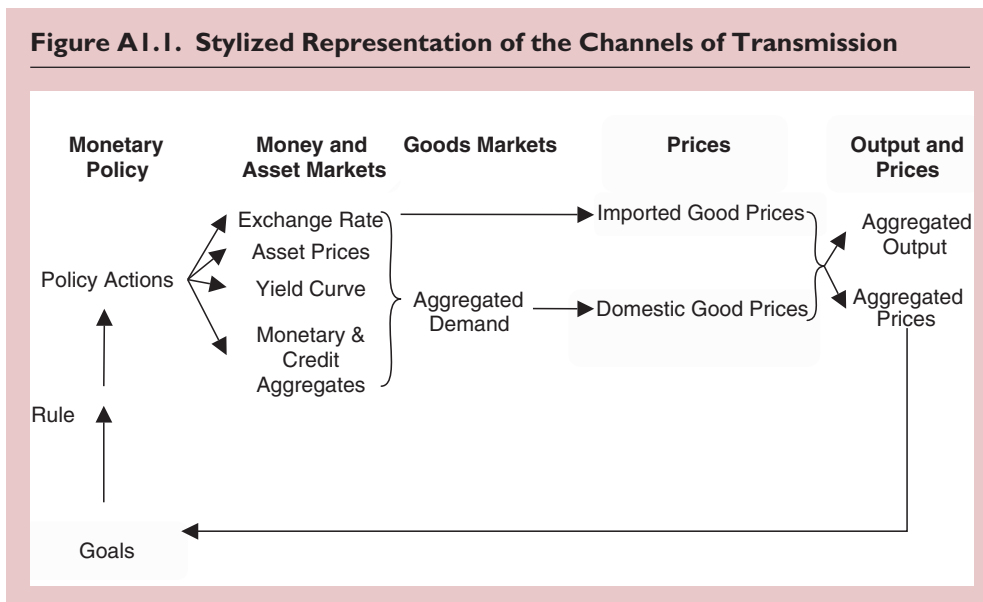 Figure A1.1. Stylized Representation of the Channels of Transmission
Monetary
Policy
Money and
Asset Markets
Goods Markets
Prices
Output and
Prices
Policy Actions
Exchange Rate
Asset Prices
Yield Curve
Monetary &
Credit
Aggregates
Aggregated
Demand
Imported Good Prices
Domestic Good Prices
Aggregated
Output
Aggregated
Prices
Rule
Goals